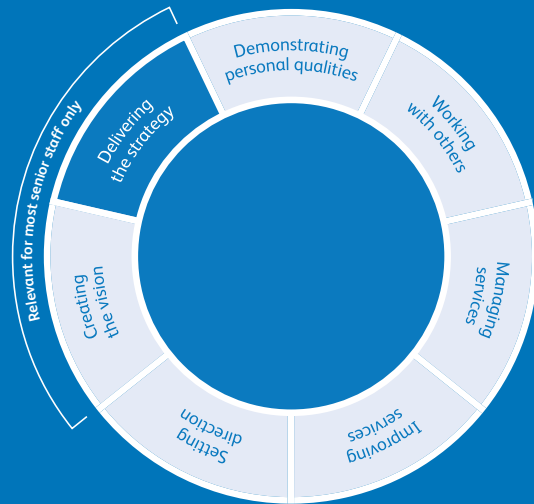 Demonstrating
personal qualities
Working
with others
Managing
services
Improving
services
Setting
direction
Creating
the vision
Delivering
the strategy
Relevant for most senior staff only